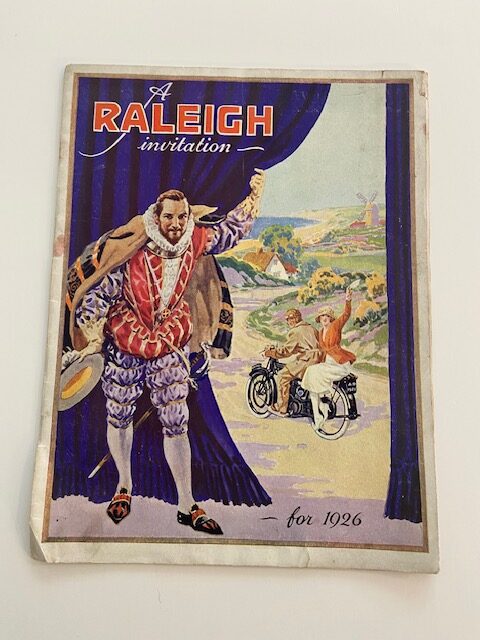 A
RALEIGH
invitation —
— for 1926